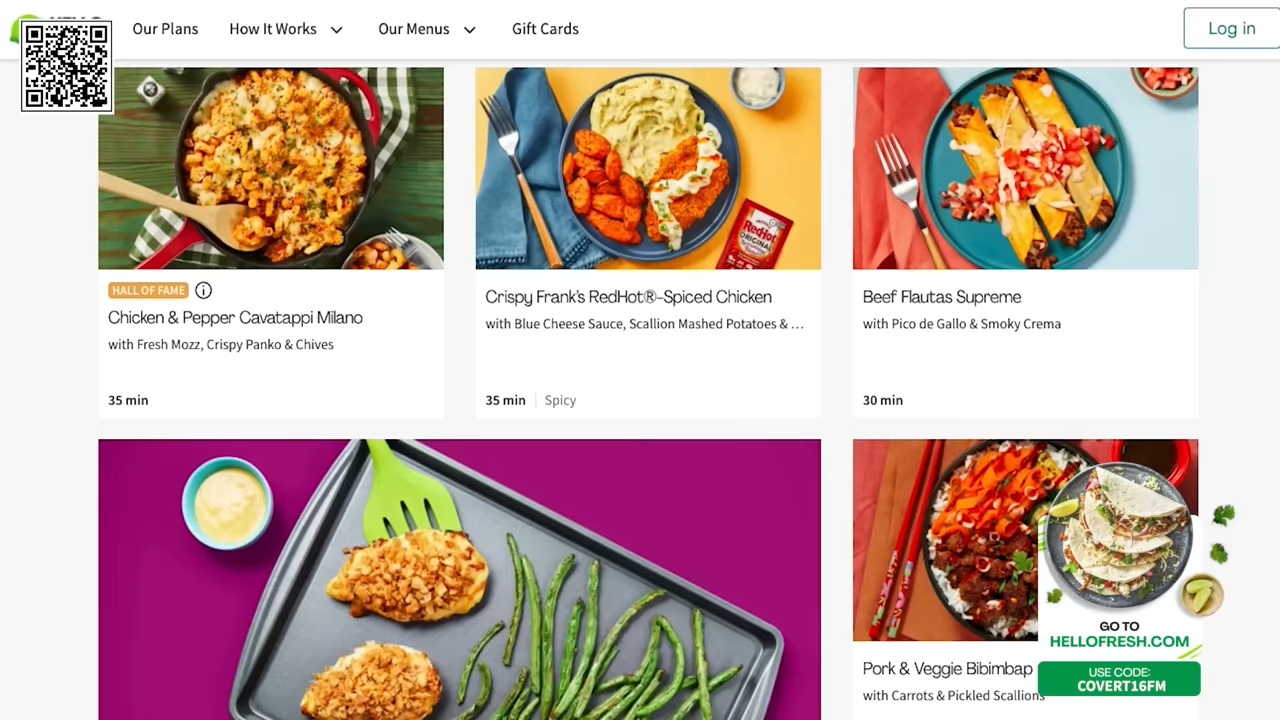 Our Plans
How It Works
Our Menus
Gift Cards
Log in
RedHot
ORIGINAL
HALL OF FAME
Chicken & Pepper Cavatappi Milano
with Fresh Mozz, Crispy Panko & Chives
35 min
Crispy Frank's RedHot®-Spiced Chicken
with Blue Cheese Sauce, Scallion Mashed Potatoes & ...
35 min
Spicy
Beef Flautas Supreme
with Pico de Gallo & Smoky Crema
30 min
Pork & Veggie Bibimbap
with Carrots & Pickled Scallions
GO TO
HELLOFRESH.COM
USE CODE:
COVERT16FM